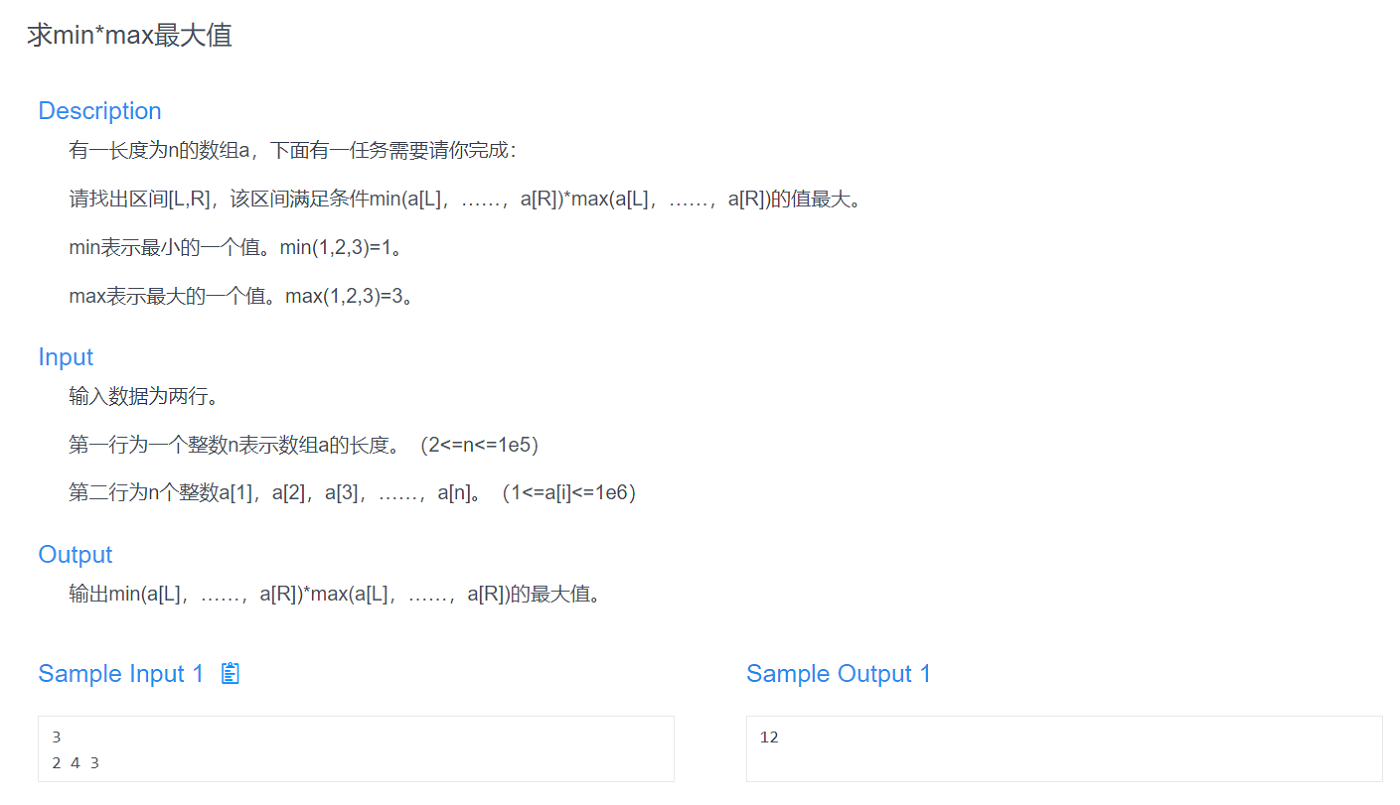 求min*max最大值
Description
有一长度为n的数组a，下面有一任务需要请你完成：
请找出区间[L,R]，该区间满足条件min(a[L]，……，a[R])*max(a[L]，……，a[R])的值最大。
min表示最小的一个值。min(1,2,3)=1。
max表示最大的一个值。max(1,2,3)=3。
Input
输入数据为两行。
第一行为一个整数n表示数组a的长度。（2<=n<=1e5）
第二行为n个整数a[1]，a[2]，a[3]，……，a[n]。（1<=a[i]<=1e6）
Output
输出min(a[L]，……，a[R])*max(a[L]，……，a[R])的最大值。
Sample Input 1
3
2 4 3
Sample Output 1
12